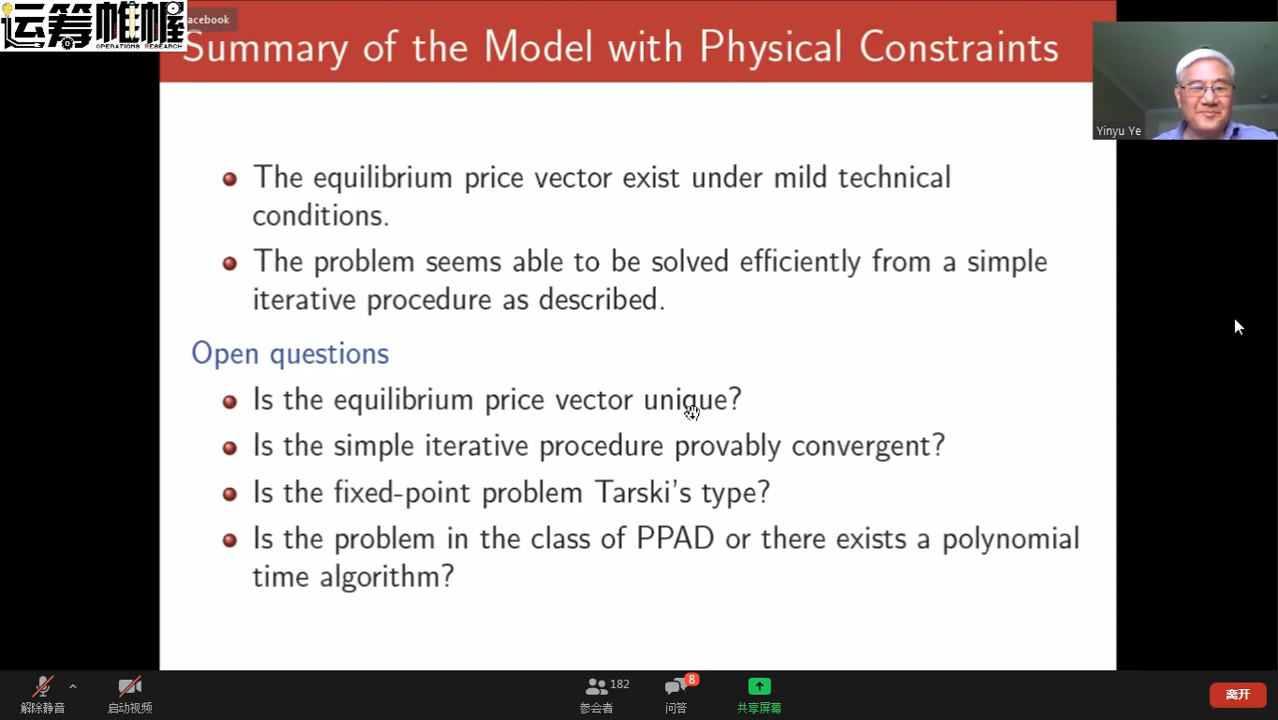 运筹帷幄
OPERATIONS RESEARCH
acebook
Summary of the Model with Physical Constraints
Yinyu Ye
The equilibrium price vector exist under mild technical
conditions.
The problem seems able to be solved efficiently from a simple
iterative procedure as described.
Open questions
Is the equilibrium price vector unique?
Is the simple iterative procedure provably convergent?
Is the fixed-point problem Tarski's type?
Is the problem in the class of PPAD or there exists a polynomial
time algorithm?
182
8
解除静音
启动视频
参会者
问答
共享屏幕
离开